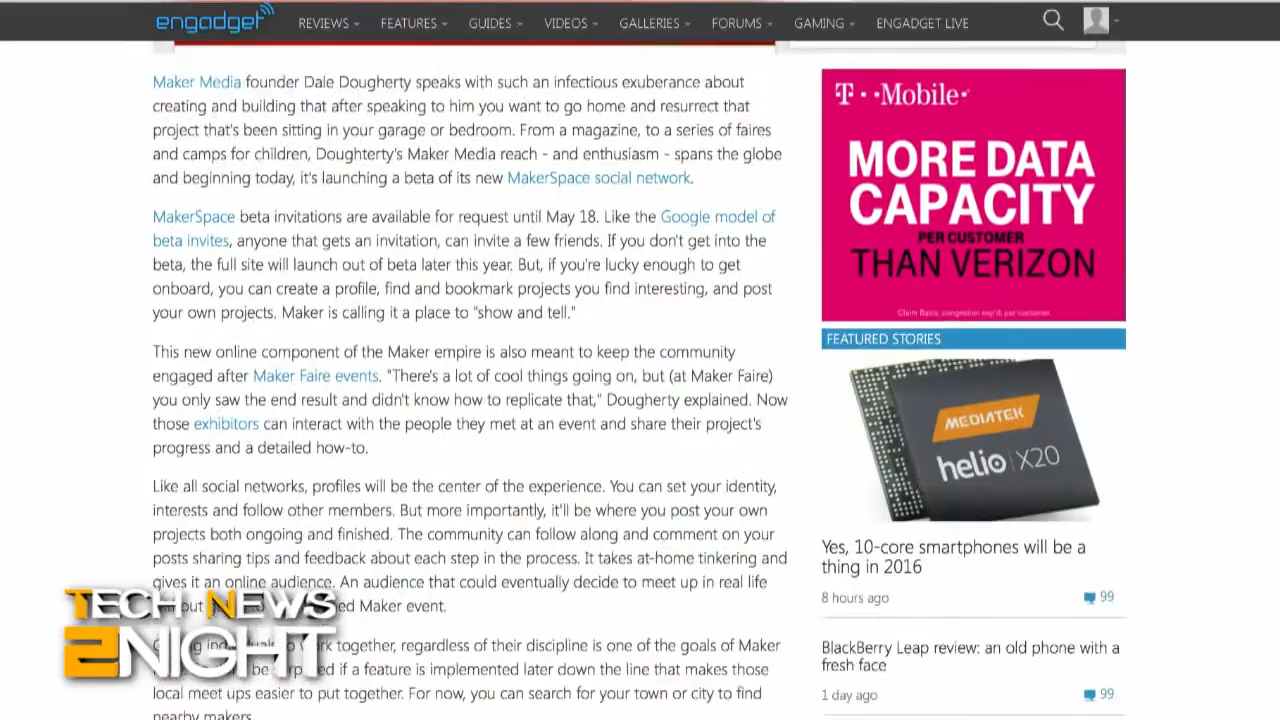 engadget REVIEWS FEATURES GUIDES VIDEOS GALLERIES FORUMS GAMING ENGADGET LIVE
Maker Media founder Dale Dougherty speaks with such an infectious exuberance about
creating and building that after speaking to him you want to go home and resurrect that
project that's been sitting in your garage or bedroom. From a magazine, to a series of faires
and camps for children, Doughterty's Maker Media reach - and enthusiasm - spans the globe
and beginning today, it's launching a beta of its new MakerSpace social network.
MakerSpace beta invitations are available for request until May 18. Like the Google model of
beta invites, anyone that gets an invitation, can invite a few friends. If you don't get into the
beta, the full site will launch out of beta later this year. But, if you're lucky enough to get
onboard, you can create a profile, find and bookmark projects you find interesting, and post
your own projects. Maker is calling it a place to "show and tell."
This new online component of the Maker empire is also meant to keep the community
engaged after Maker Faire events. "There's a lot of cool things going on, but (at Maker Faire)
you only saw the end result and didn't know how to replicate that," Dougherty explained. Now
those exhibitors can interact with the people they met at an event and share their project's
progress and a detailed how-to.
Like all social networks, profiles will be the center of the experience. You can set your identity,
interests and follow other members. But more importantly, it'll be where you post your own
projects both ongoing and finished. The community can follow along and comment on your
posts sharing tips and feedback about each step in the process. It takes at-home tinkering and
gives it an online audience. An audience that could eventually decide to meet up in real life
Maker event.
together, regardless of their discipline is one of the goals of Maker
if a feature is implemented later down the line that makes those
local meet ups easier to put together. For now, you can search for your town or city to find
nearby makers.
T-Mobile
MORE DATA
CAPACITY
PER CUSTOMER
THAN VERIZON
Claim Basis: congestion exp'd; per customer.
FEATURED STORIES
MEDIATEK
helio X20
Yes, 10-core smartphones will be a
thing in 2016
8 hours ago 99
BlackBerry Leap review: an old phone with a
fresh face
1 day ago 99
TECH NEWS
2NIGHT